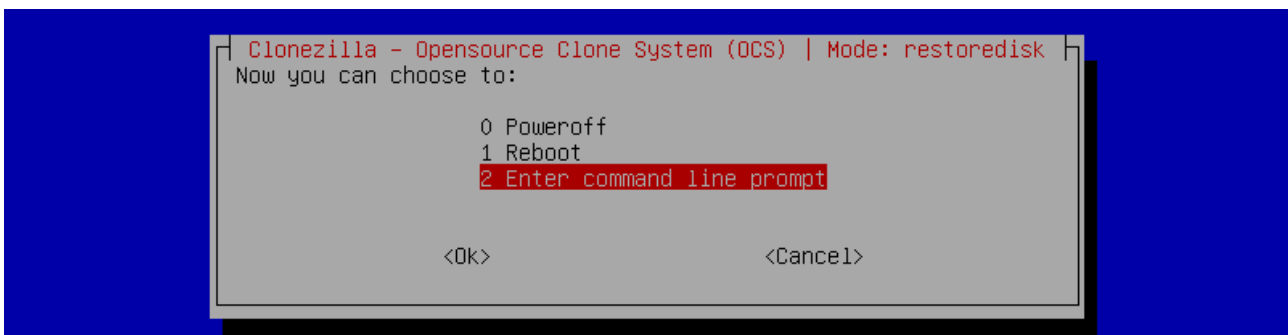 Clonezilla - Opensource Clone System (OCS) | Mode: restoredisk
Now you can choose to:
0 Poweroff
1 Reboot
2 Enter command line prompt
<Ok> <Cancel>